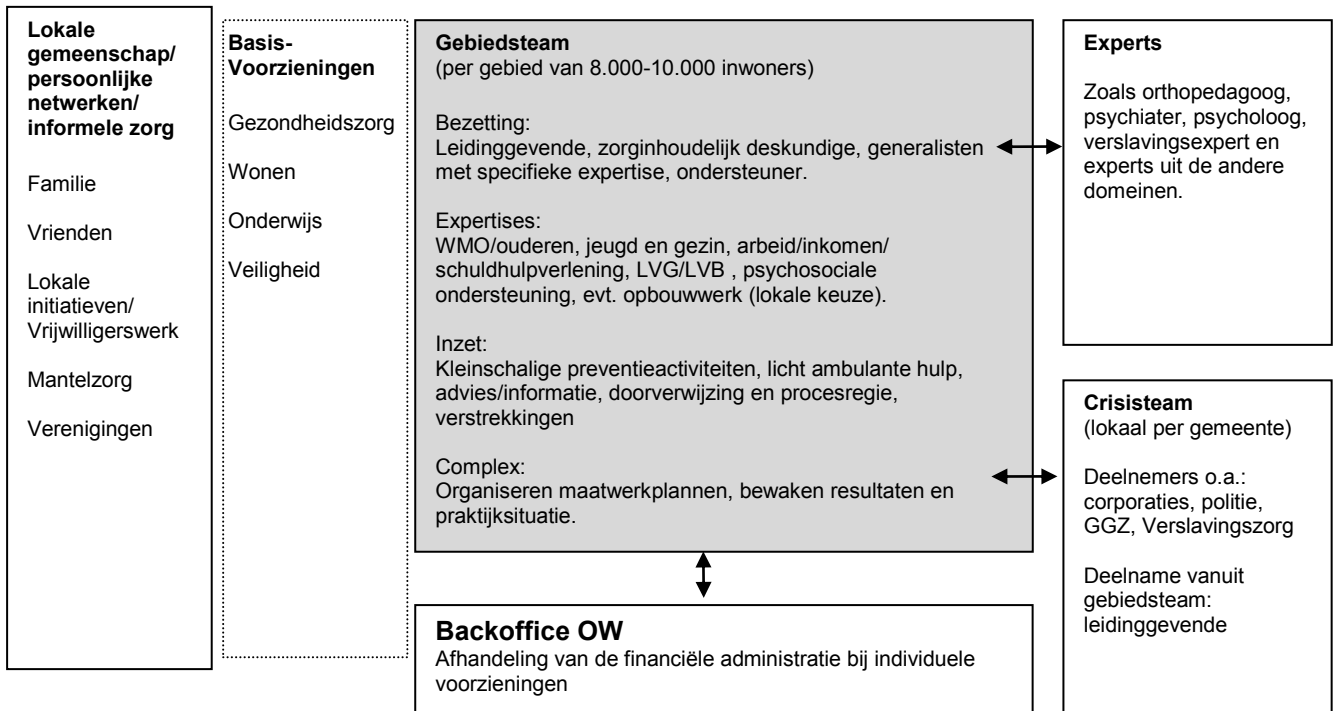 Lokale
gemeenschap/
persoonlijke
netwerken/
informele zorg
Familie
Vrienden
Lokale
initiatieven/
Vrijwilligerswerk
Mantelzorg
Verenigingen
Basis-
Voorzieningen
Gezondheidszorg
Wonen
Onderwijs
Veiligheid
Gebiedsteam
(per gebied van 8.000-10.000 inwoners)
Bezetting:
Leidinggevende, zorginhoudelijk deskundige, generalisten
met specifieke expertise, ondersteuner.
Expertises:
WMO/ouderen, jeugd en gezin, arbeid/inkomen/
schuldhulpverlening, LVG/LVB , psychosociale
ondersteuning, evt. opbouwwerk (lokale keuze).
Inzet:
Kleinschalige preventieactiviteiten, licht ambulante hulp,
advies/informatie, doorverwijzing en procesregie,
verstrekkingen
Complex:
Organiseren maatwerkplannen, bewaken resultaten en
praktijksituatie.
Backoffice OW
Afhandeling van de financiële administratie bij individuele
voorzieningen
Experts
Zoals orthopedagoog,
psychiater, psycholoog,
verslavingsexpert en
experts uit de andere
domeinen.
Crisisteam
(lokaal per gemeente)
Deelnemers o.a.:
corporaties, politie,
GGZ, Verslavingszorg
Deelname vanuit
gebiedsteam:
leidinggevende